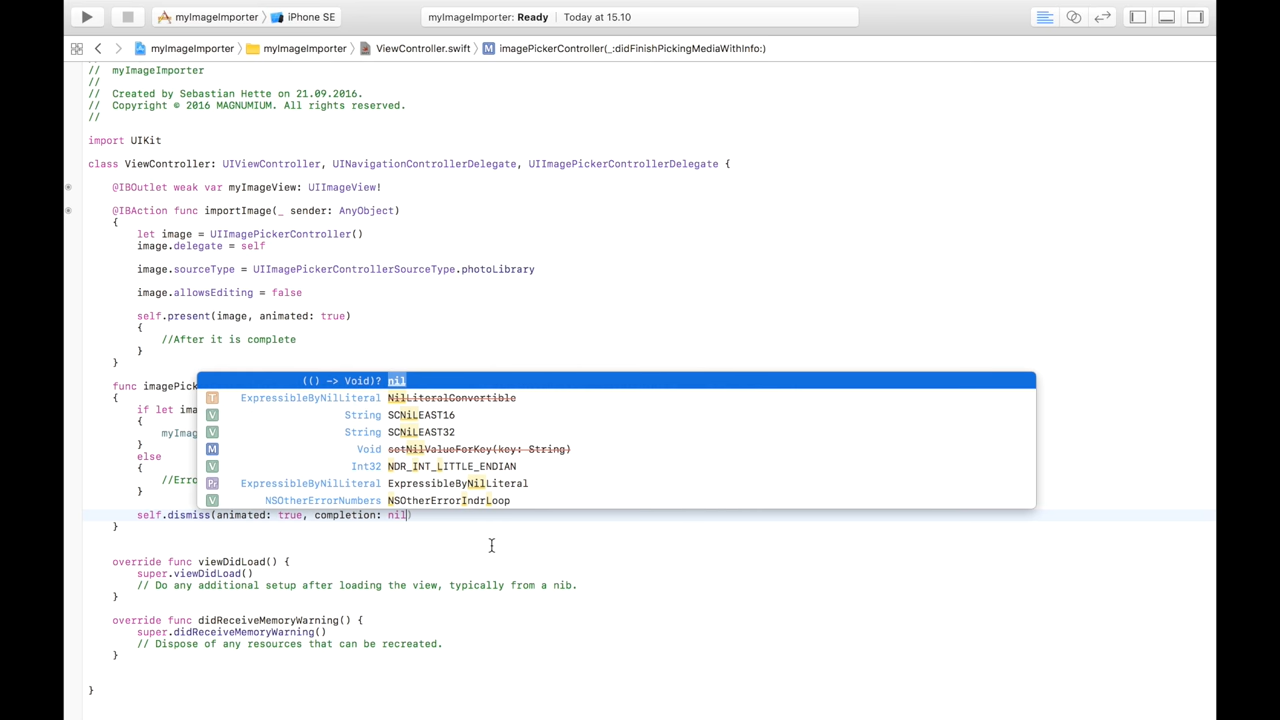 myImageImporter iPhone SE myImageImporter: Ready Today at 15.10
myImageImporter myImageImporter ViewController.swift M imagePickerController(_:didFinishPickingMediaWithInfo:)
// myImageImporter
//
// Created by Sebastian Hette on 21.09.2016.
// Copyright © 2016 MAGNUMIUM. All rights reserved.
//
import UIKit
class ViewController: UIViewController, UINavigationControllerDelegate, UIImagePickerControllerDelegate {
@IBOutlet weak var myImageView: UIImageView!
@IBAction func importImage(_ sender: AnyObject)
{
let image = UIImagePickerController()
image.delegate = self
image.sourceType = UIImagePickerControllerSourceType.photoLibrary
image.allowsEditing = false
self.present(image, animated: true)
{
//After it is complete
}
}
func imagePick
{
if let ima
{
myImag
}
else
{
//Erro
}
self.dismiss(animated: true, completion: nil)
}
(() -> Void)? nil
T ExpressibleByNilLiteral NilLiteralConvertible
V String SCNiLEAST16
V String SCNiLEAST32
M Void setNilValueForKey(key: String)
V Int32 NDR_INT_LITTLE_ENDIAN
Pr ExpressibleByNilLiteral ExpressibleByNilLiteral
V NSOtherErrorNumbers NSOtherErrorIndrLoop
override func viewDidLoad() {
super.viewDidLoad()
// Do any additional setup after loading the view, typically from a nib.
}
override func didReceiveMemoryWarning() {
super.didReceiveMemoryWarning()
// Dispose of any resources that can be recreated.
}
}